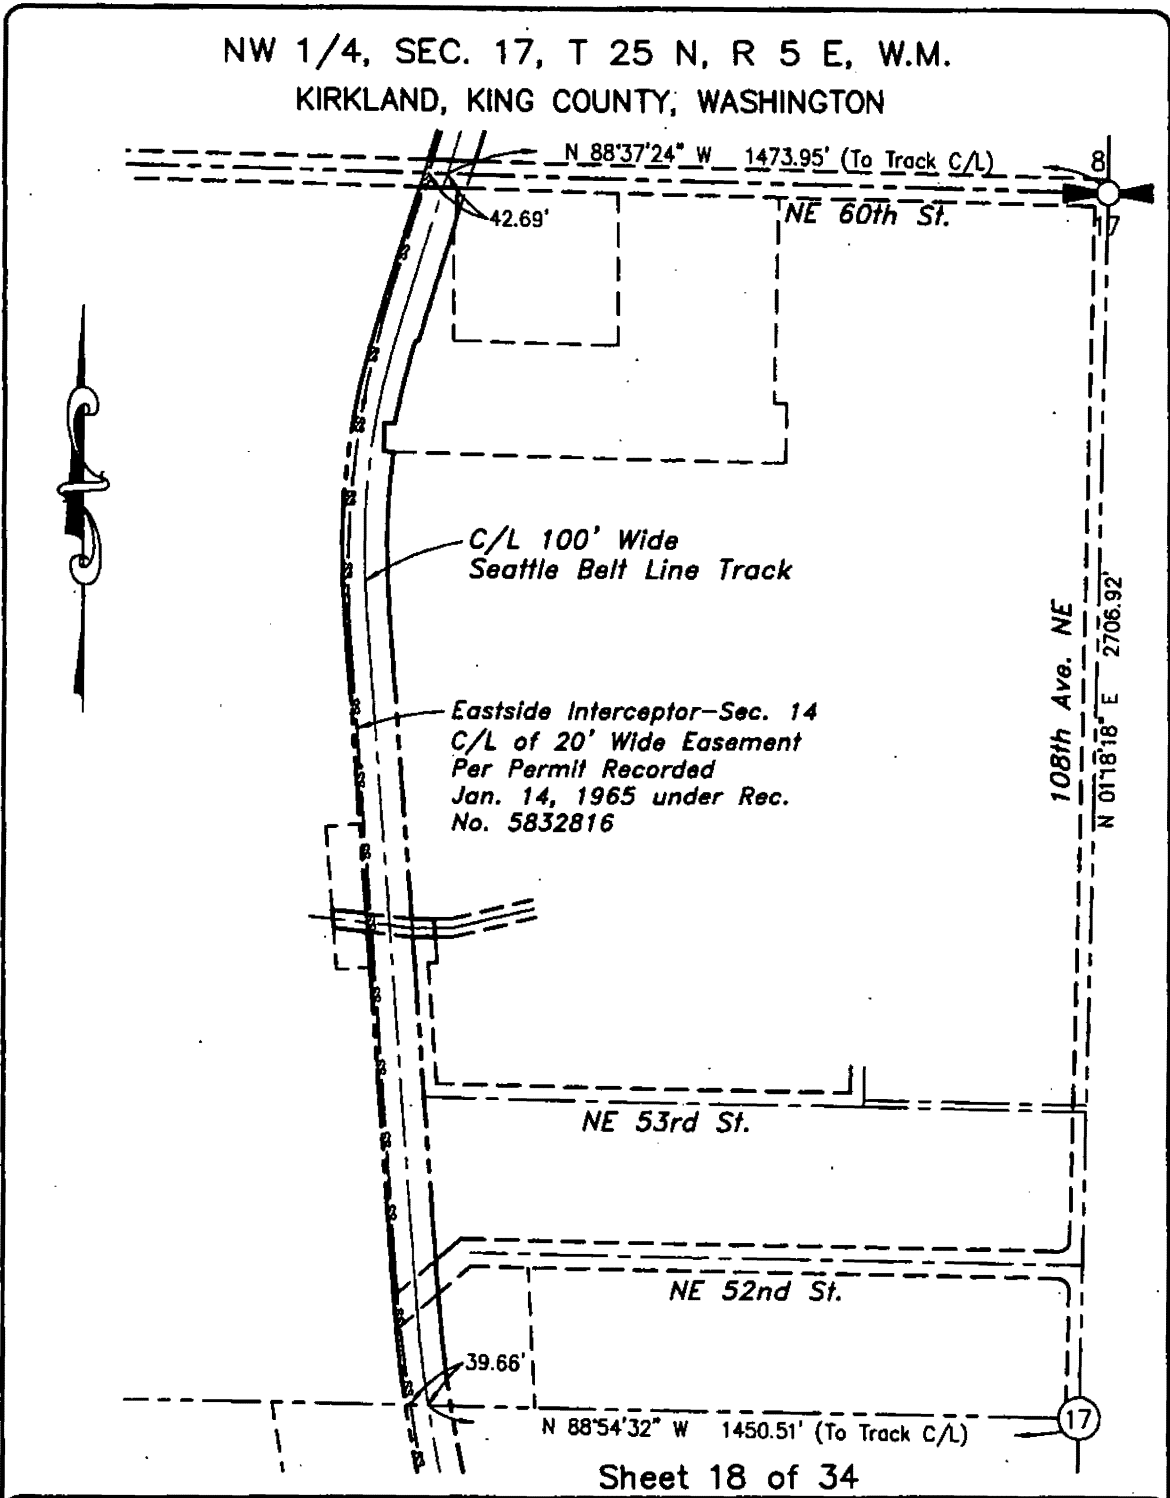 NW 1/4, SEC. 17, T 25 N, R 5 E, W.M.
KIRKLAND, KING COUNTY, WASHINGTON
N 88°37'24" W 1473.95' (To Track C/L)
8
17
NE 60th St.
42.69'
C/L 100' Wide
Seattle Belt Line Track
108th Ave. NE
N 01°18'18" E 2706.92'
Eastside Interceptor-Sec. 14
C/L of 20' Wide Easement
Per Permit Recorded
Jan. 14, 1965 under Rec.
No. 5832816
NE 53rd St.
NE 52nd St.
39.66'
N 88°54'32" W 1450.51' (To Track C/L)
17
Sheet 18 of 34